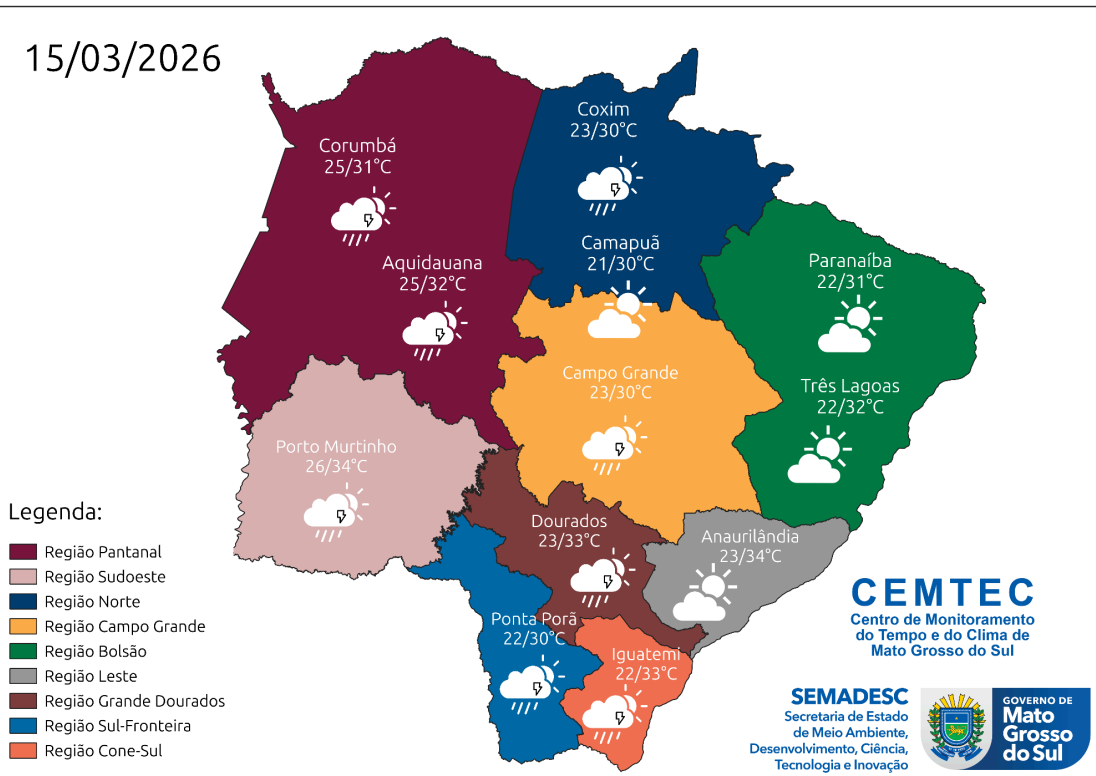 15/03/2026
Coxim
23/30°C
Corumbá
25/31°C
Camapuã
21/30°C
Aquidauana
25/32°C
Paranaíba
22/31°C
Campo Grande
23/30°C
Três Lagoas
22/32°C
Porto Murtinho
26/34°C
Dourados
23/33°C
Anaurilândia
23/34°C
Ponta Porã
22/30°C
Iguatemi
22/33°C
Legenda:
Região Pantanal
Região Sudoeste
Região Norte
Região Campo Grande
Região Bolsão
Região Leste
Região Grande Dourados
Região Sul-Fronteira
Região Cone-Sul
CEMTEC
Centro de Monitoramento
do Tempo e do Clima de
Mato Grosso do Sul
SEMADESC
Secretaria de Estado
de Meio Ambiente,
Desenvolvimento, Ciência,
Tecnologia e Inovação
GOVERNO DE
Mato
Grosso
do Sul